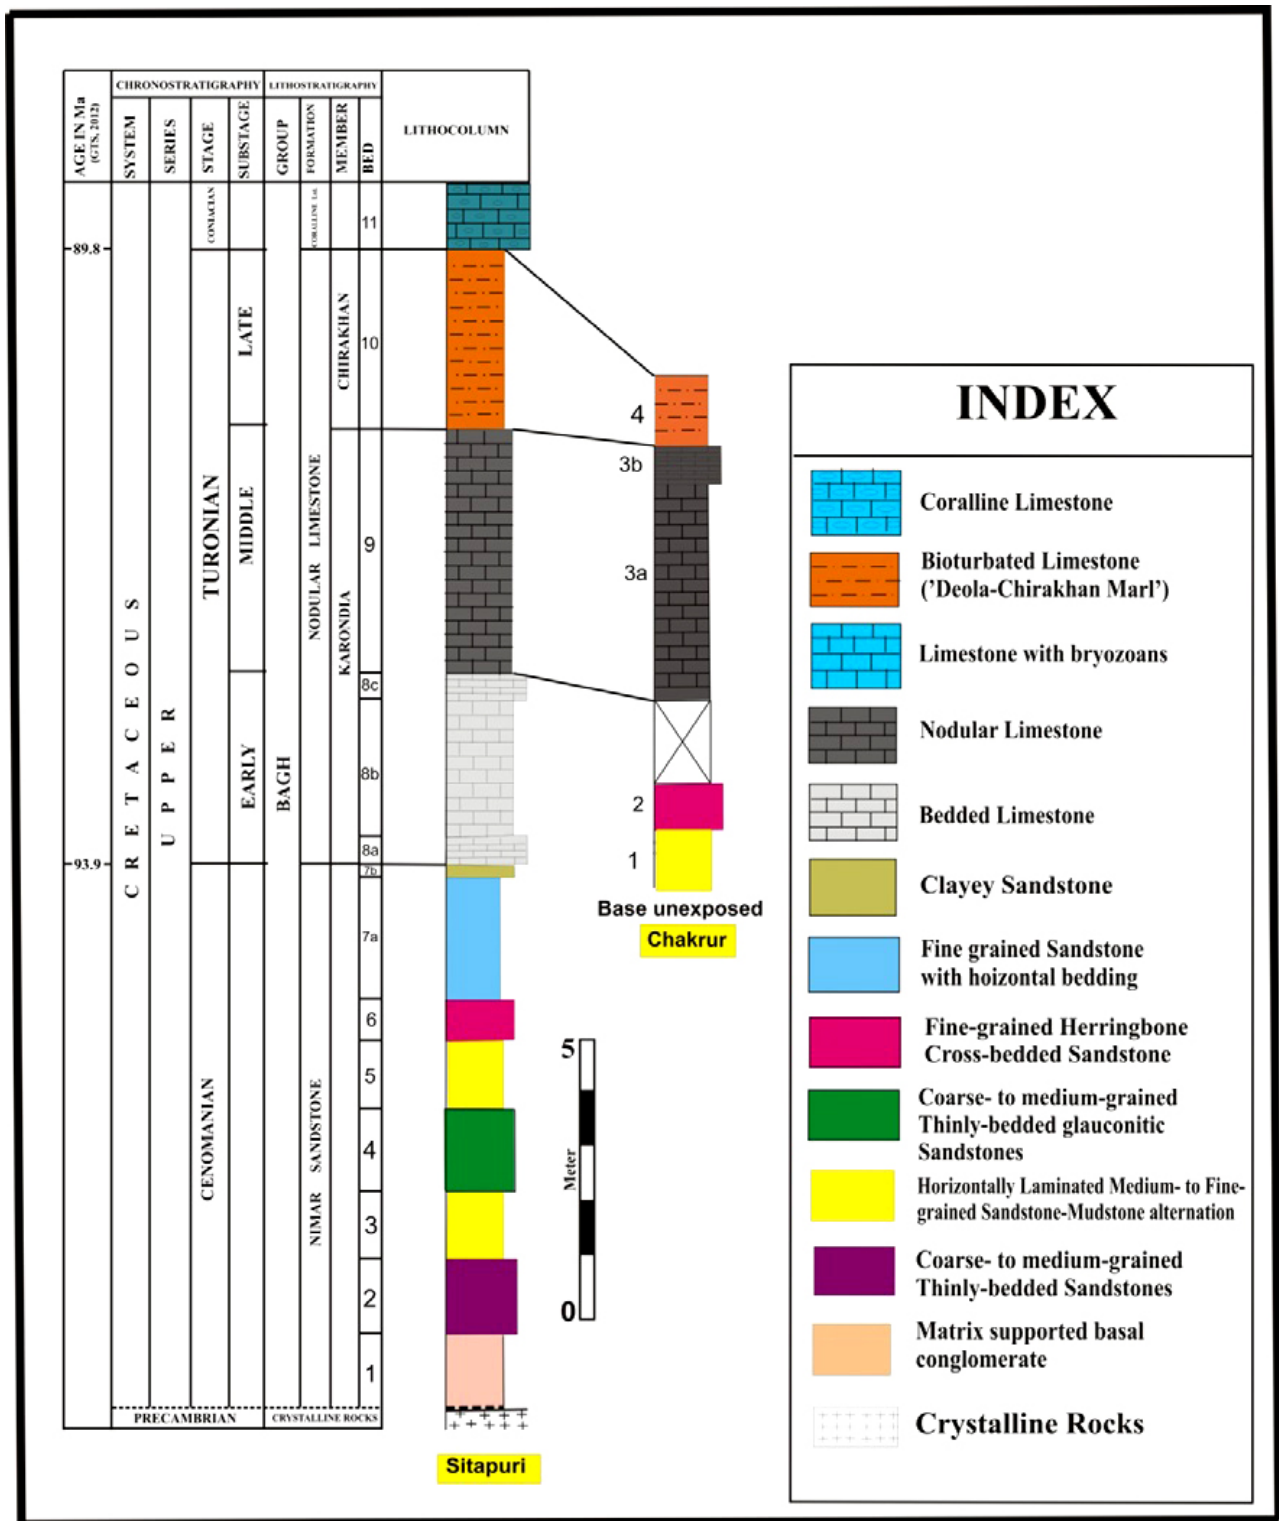 AGE IN Ma
(GTS, 2012)
CHRONOSTRATIGRAPHY
LITHOSTRATIGRAPHY
SYSTEM
SERIES
STAGE
SUBSTAGE
GROUP
FORMATION
MEMBER
BED
LITHOCOLUMN
89.8
93.9
CRETACEOUS
UPPER
CONIACIAN
TURONIAN
CENOMANIAN
LATE
MIDDLE
EARLY
BAGH
CORALLINE Lst.
NODULAR LIMESTONE
NIMAR SANDSTONE
CHIRAKHAN
KARONDIA
11
10
9
8c
8b
8a
7b
7a
6
5
4
3
2
1
PRECAMBRIAN
CRYSTALLINE ROCKS
Sitapuri
4
3b
3a
2
1
Base unexposed
Chakrur
5
Meter
0
INDEX
Coralline Limestone
Bioturbated Limestone
('Deola-Chirakhan Marl')
Limestone with bryozoans
Nodular Limestone
Bedded Limestone
Clayey Sandstone
Fine grained Sandstone
with hoizontal bedding
Fine-grained Herringbone
Cross-bedded Sandstone
Coarse- to medium-grained
Thinly-bedded glauconitic
Sandstones
Horizontally Laminated Medium- to Fine-
grained Sandstone-Mudstone alternation
Coarse- to medium-grained
Thinly-bedded Sandstones
Matrix supported basal
conglomerate
Crystalline Rocks